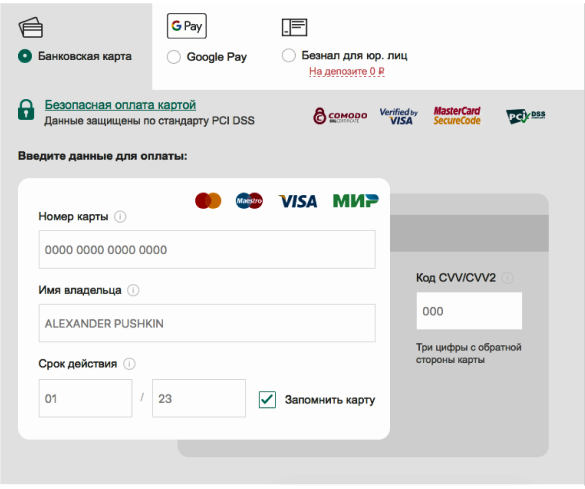 G Pay
Банковская карта
Google Pay
Безнал для юр. лиц
На депозите 0 ₽
Безопасная оплата картой
Данные защищены по стандарту PCI DSS
COMODO
Verified by
VISA
MasterCard
SecureCode
PCI DSS
Введите данные для оплаты:
Maestro
VISA
МИР
Номер карты
0000 0000 0000 0000
Имя владельца
ALEXANDER PUSHKIN
Срок действия
01 / 23
Запомнить карту
Код CVV/CVV2
000
Три цифры с обратной
стороны карты